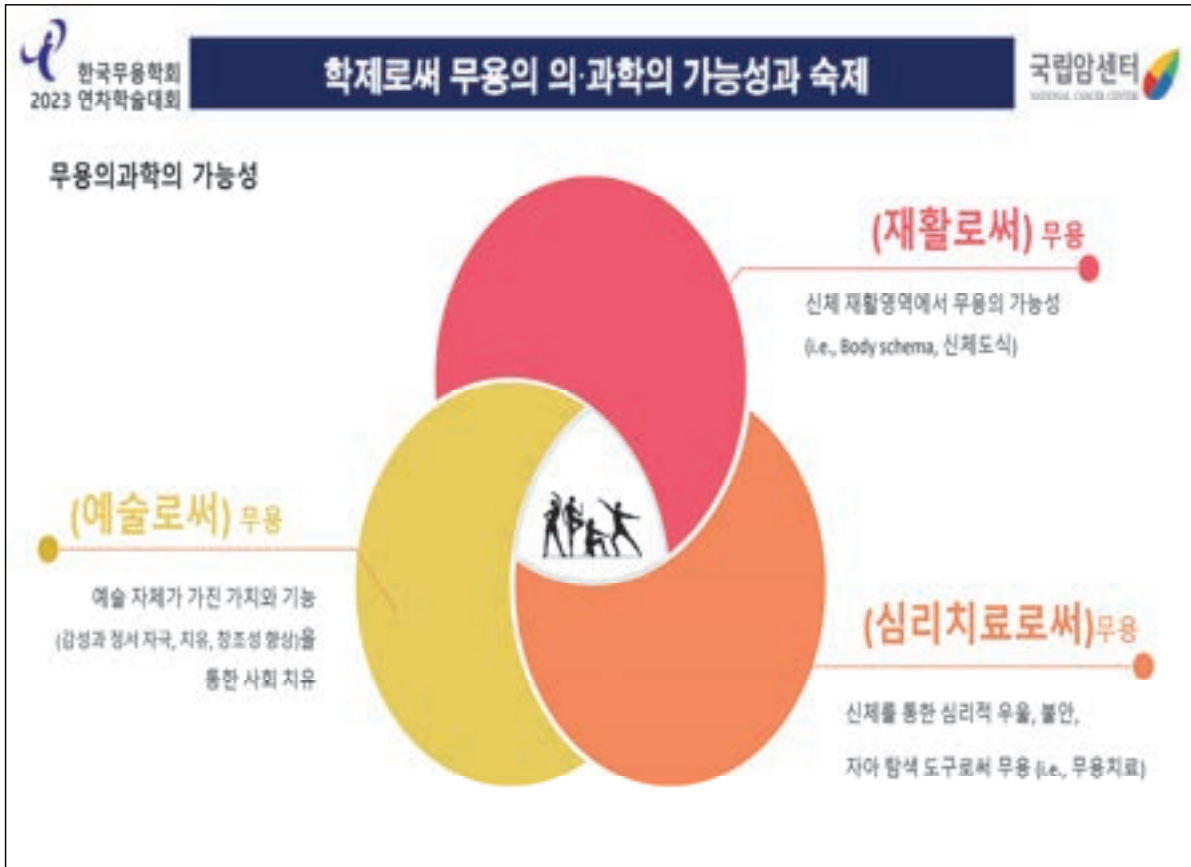 한국무용학회
2023 연차학술대회
학제로써 무용의 의·과학의 가능성과 숙제
국립암센터
NATIONAL CANCER CENTER
무용의과학의 가능성
(재활로써) 무용
신체 재활영역에서 무용의 가능성
(i.e., Body schema, 신체도식)
(예술로써) 무용
예술 자체가 가진 가치와 기능
(감성과 정서 자극, 치유, 창조성 향상)을
통한 사회 치유
(심리치료로써)무용
신체를 통한 심리적 우울, 불안,
자아 탐색 도구로써 무용 (i.e., 무용치료)